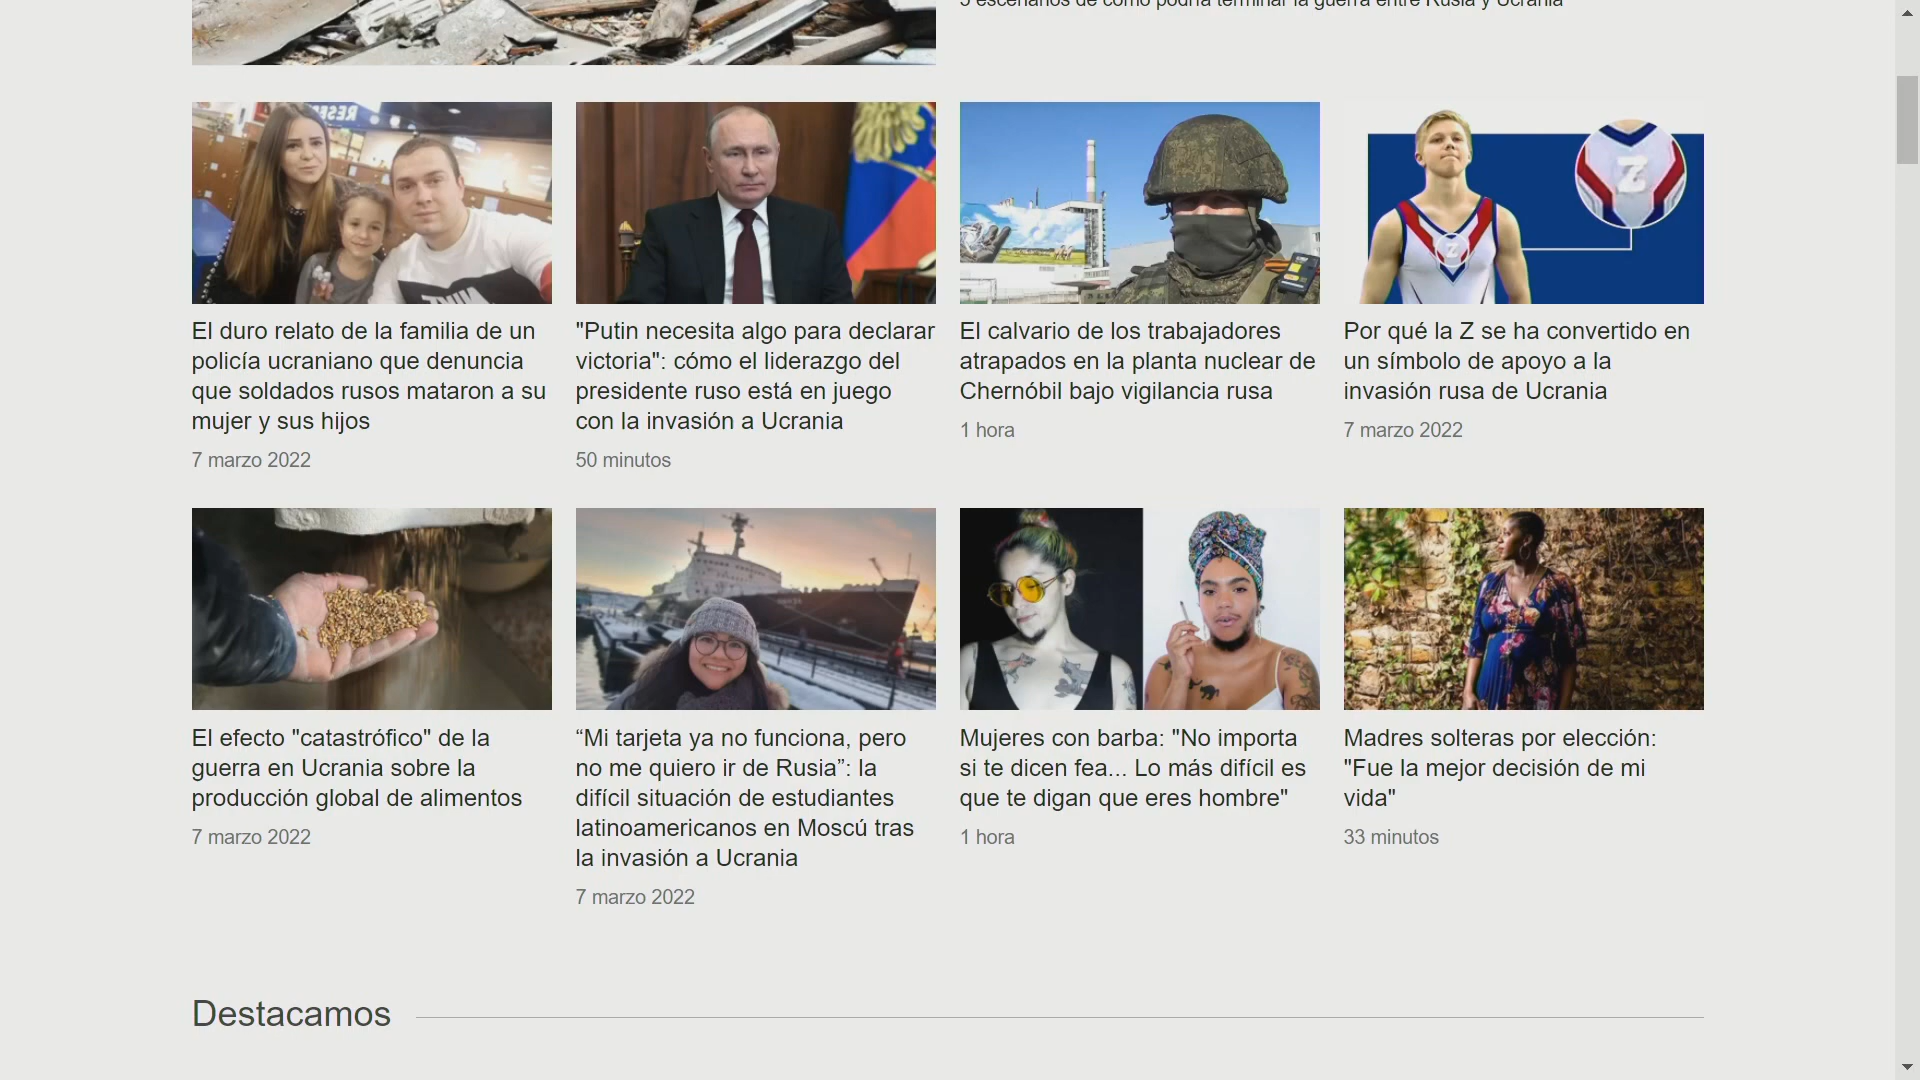 5 escenarios de cómo podría terminar la guerra entre Rusia y Ucrania
El duro relato de la familia de un
policía ucraniano que denuncia
que soldados rusos mataron a su
mujer y sus hijos
7 marzo 2022
"Putin necesita algo para declarar
victoria": cómo el liderazgo del
presidente ruso está en juego
con la invasión a Ucrania
50 minutos
El calvario de los trabajadores
atrapados en la planta nuclear de
Chernóbil bajo vigilancia rusa
1 hora
Z
Z
Por qué la Z se ha convertido en
un símbolo de apoyo a la
invasión rusa de Ucrania
7 marzo 2022
El efecto "catastrófico" de la
guerra en Ucrania sobre la
producción global de alimentos
7 marzo 2022
“Mi tarjeta ya no funciona, pero
no me quiero ir de Rusia”: la
difícil situación de estudiantes
latinoamericanos en Moscú tras
la invasión a Ucrania
7 marzo 2022
Mujeres con barba: "No importa
si te dicen fea... Lo más difícil es
que te digan que eres hombre"
1 hora
Madres solteras por elección:
"Fue la mejor decisión de mi
vida"
33 minutos
Destacamos